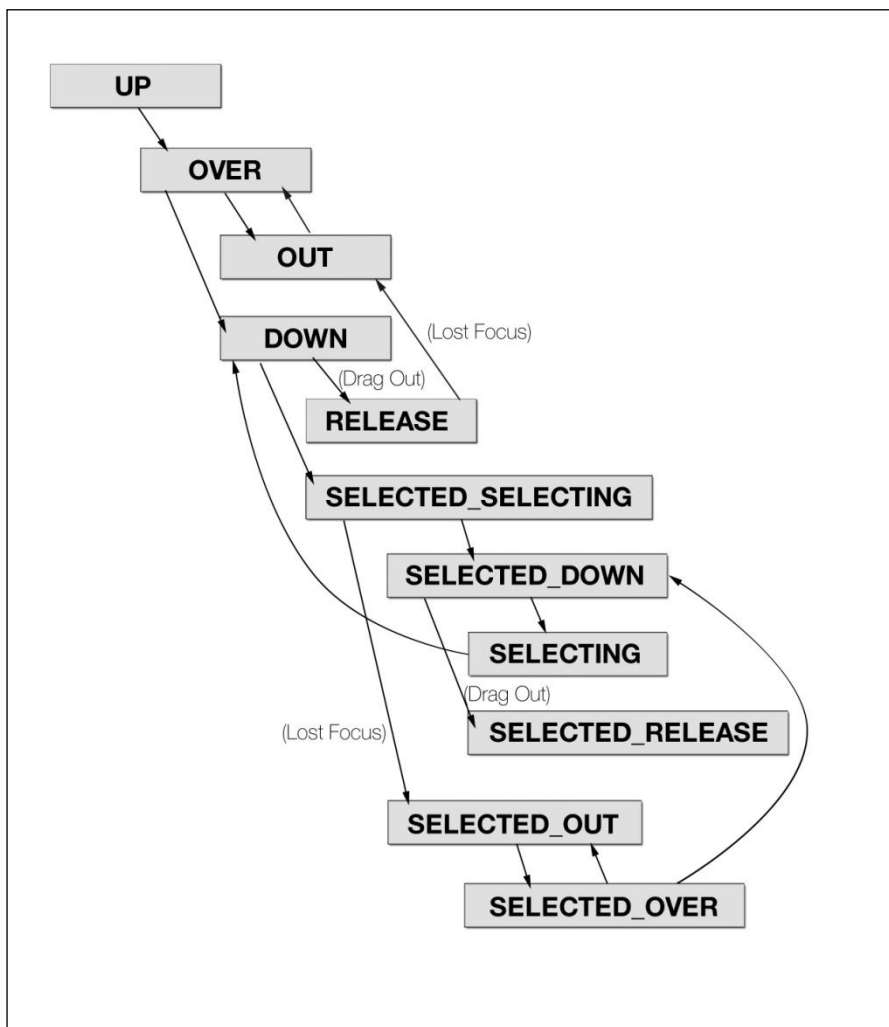 UP
OVER
OUT
DOWN
(Lost Focus)
(Drag Out)
RELEASE
SELECTED_SELECTING
SELECTED_DOWN
SELECTING
(Drag Out)
SELECTED_RELEASE
(Lost Focus)
SELECTED_OUT
SELECTED_OVER